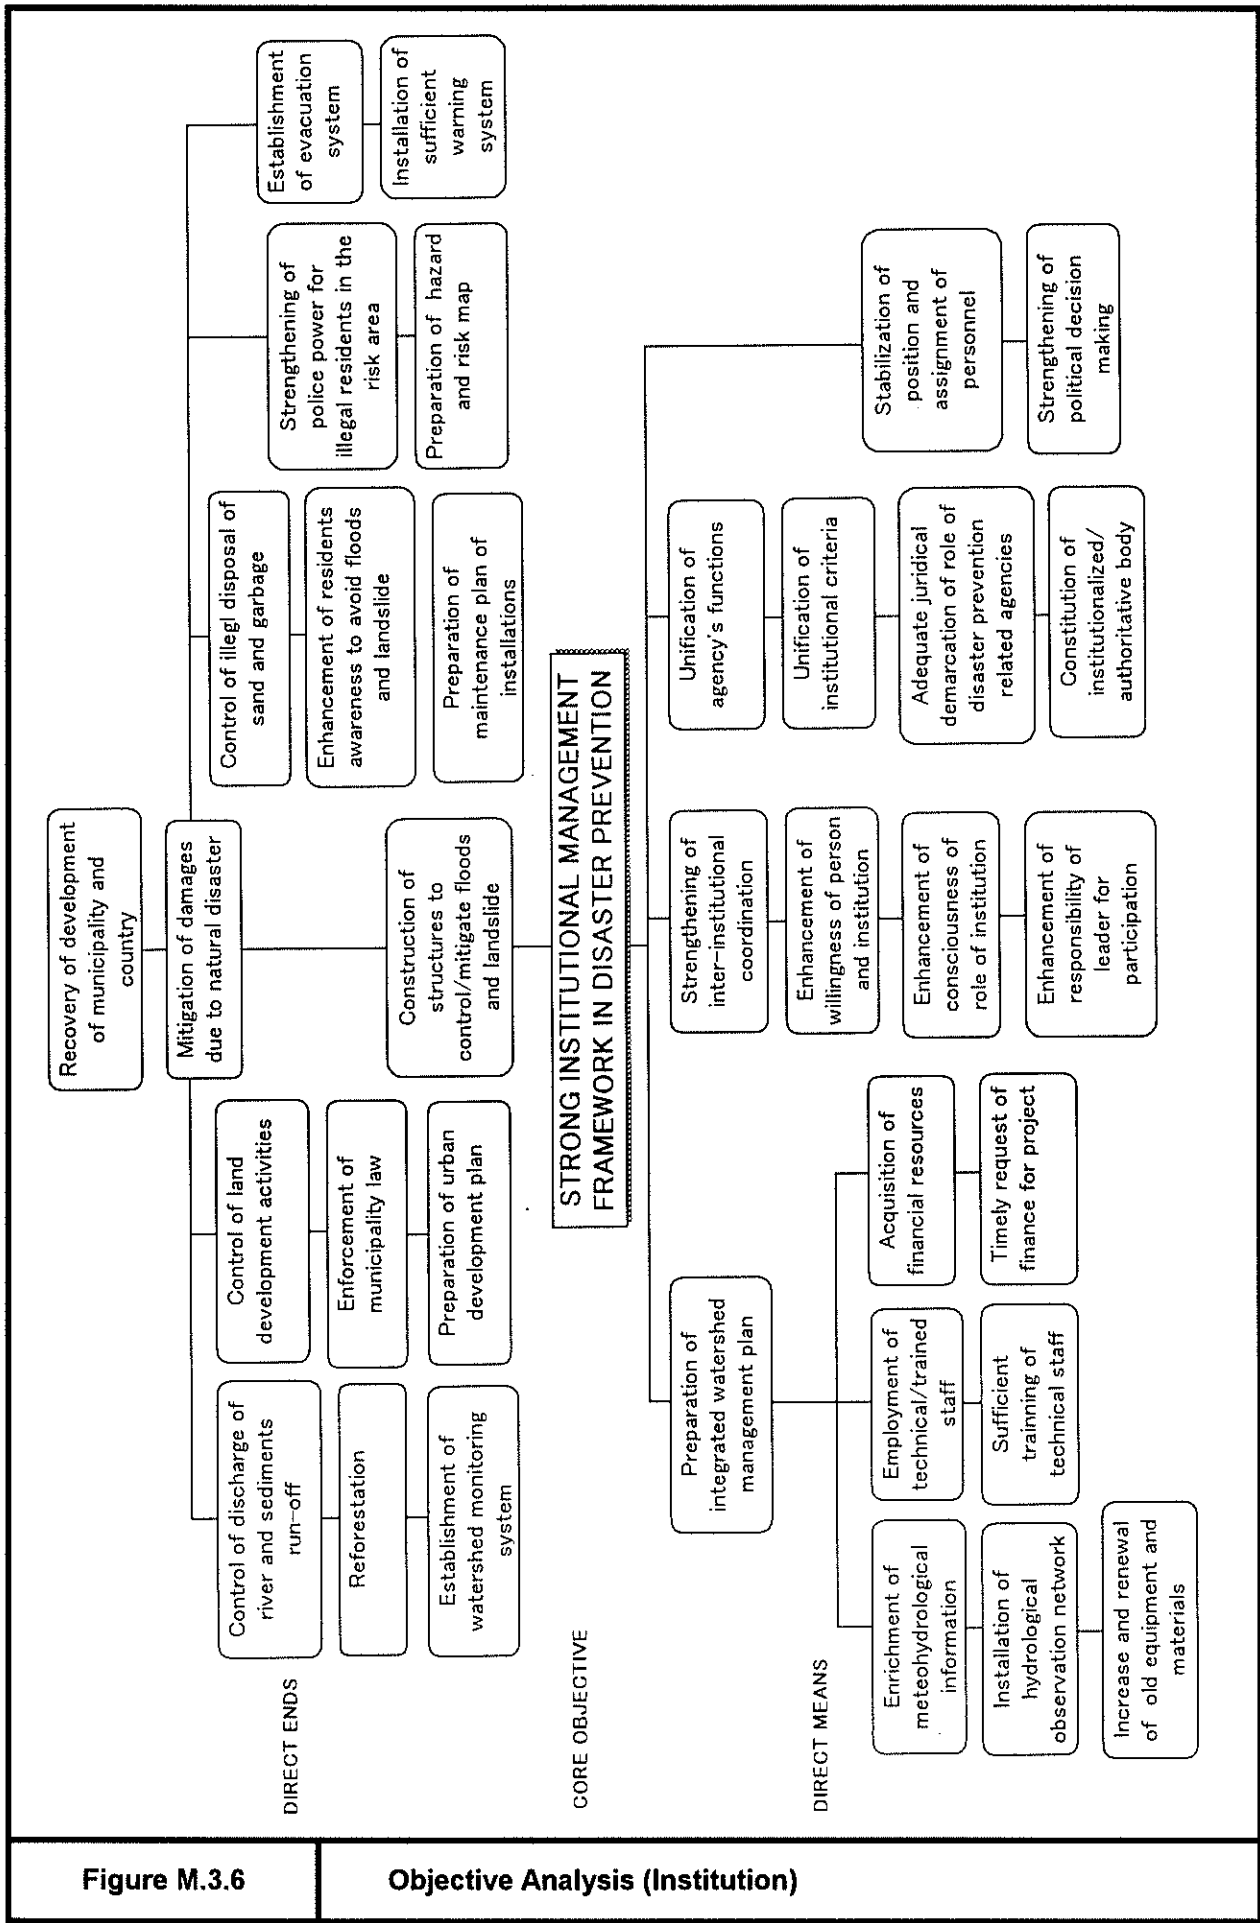 Recovery of development
of municipality and
country
Mitigation of damages
due to natural disaster
DIRECT ENDS
Control of discharge of
river and sediments
run-off
Reforestation
Establishment of
watershed monitoring
system
Control of land
development activities
Enforcement of
municipality law
Preparation of urban
development plan
Construction of
structures to
control/mitigate floods
and landslide
Control of illegl disposal of
sand and garbage
Enhancement of residents
awareness to avoid floods
and landslide
Preparation of
maintenance plan of
installations
Strengthening of
police power for
illegal residents in the
risk area
Preparation of hazard
and risk map
Establishment
of evacuation
system
Installation of
sufficient
warning
system
CORE OBJECTIVE
STRONG INSTITUTIONAL MANAGEMENT
FRAMEWORK IN DISASTER PREVENTION
DIRECT MEANS
Preparation of
integrated watershed
management plan
Enrichment of
meteohydrological
information
Installation of
hydrological
observation network
Increase and renewal
of old equipment and
materials
Employment of
technical/trained
staff
Sufficient
trainning of
technical staff
Acquisition of
financial resources
Timely request of
finance for project
Strengthening of
inter-institutional
coordination
Enhancement of
willingness of person
and institution
Enhancement of
consciousness of
role of institution
Enhancement of
responsibility of
leader for
participation
Unification of
agency's functions
Unification of
institutional criteria
Adequate juridical
demarcation of role of
disaster prevention
related agencies
Constitution of
institutionalized/
authoritative body
Stabilization of
position and
assignment of
personnel
Strengthening of
political decision
making
Figure M.3.6
Objective Analysis (Institution)